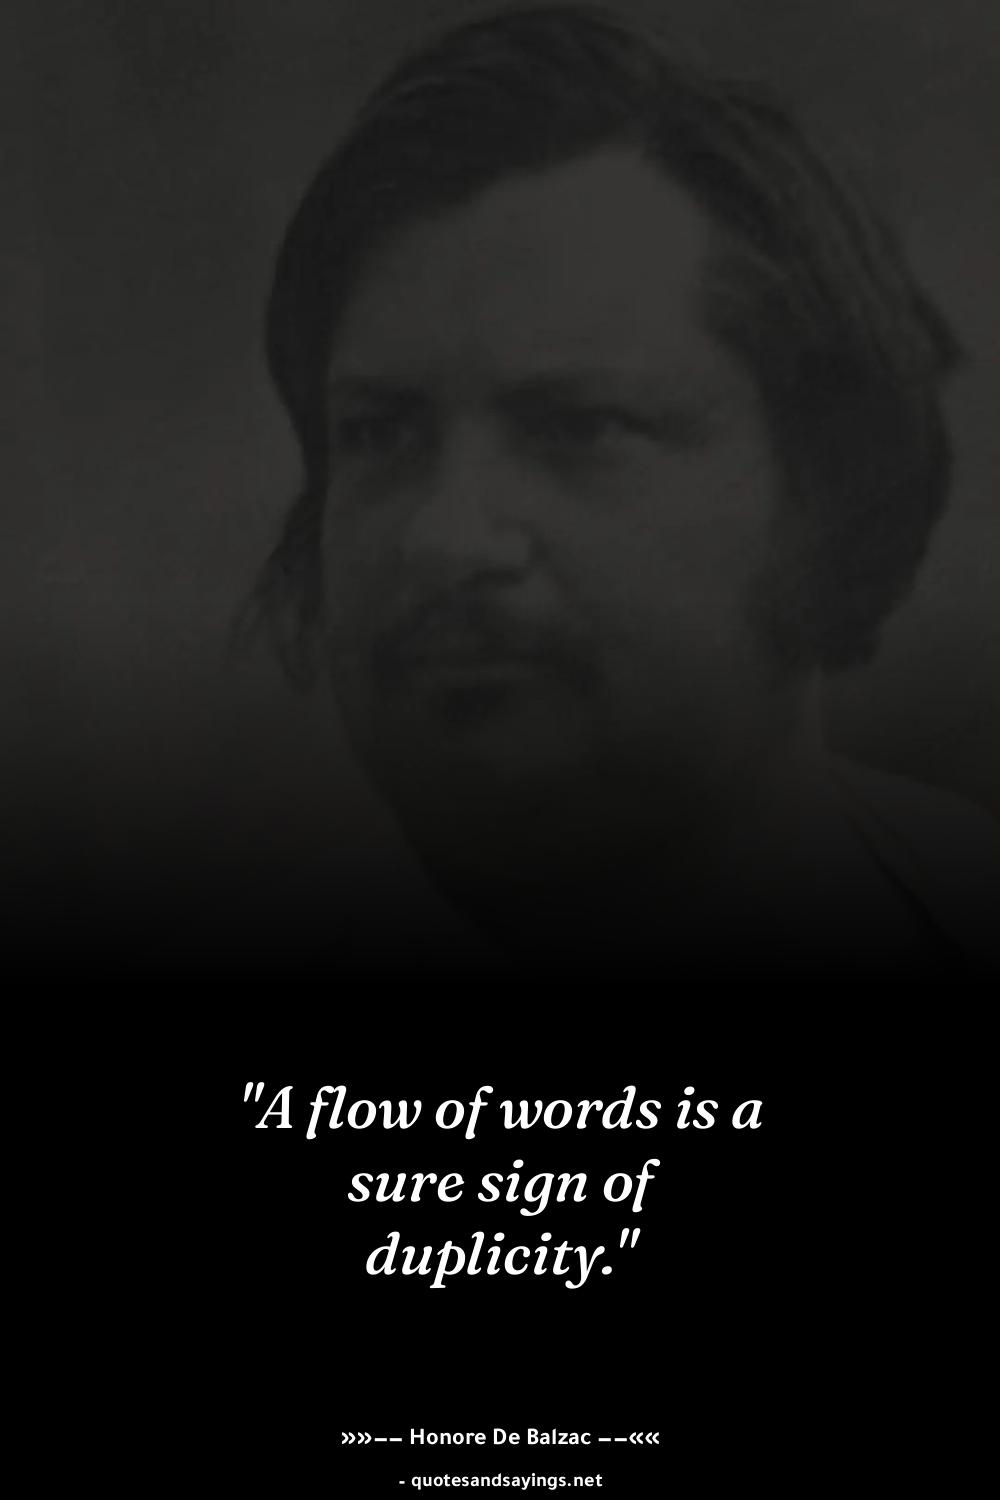 "A flow of words is a
sure sign of
duplicity."
»»−− Honore De Balzac −−««
- quotesandsayings.net